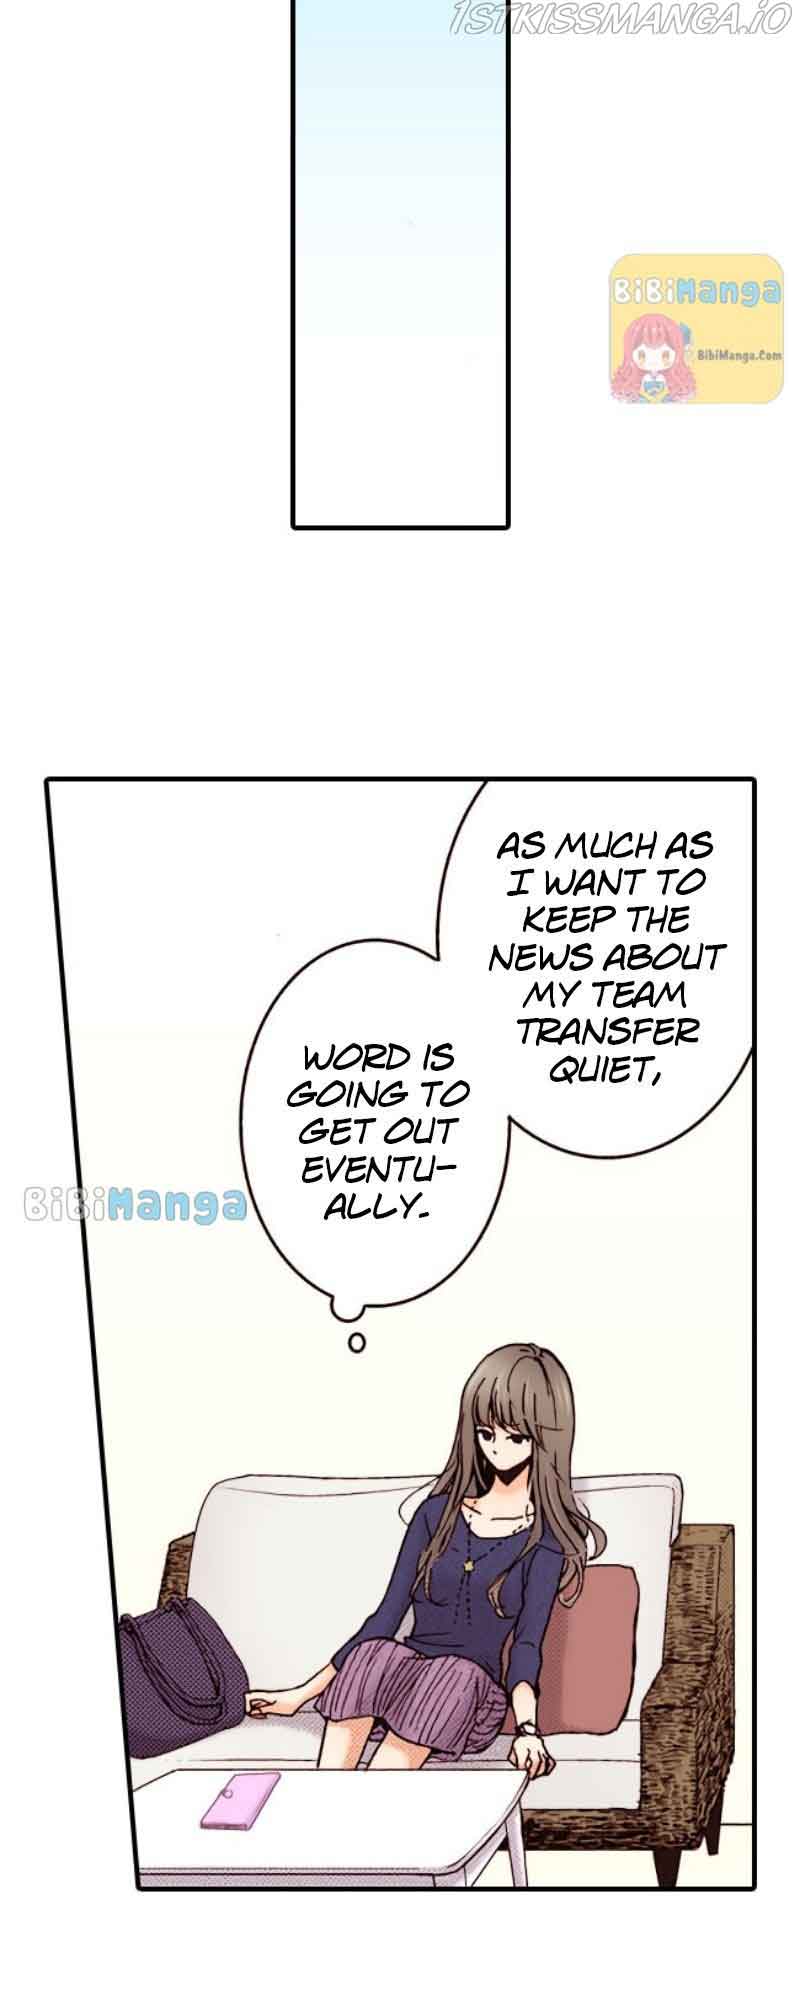 1STKISSMANGA.IO
BiBiManga
BibiManga.Com
AS MUCH AS
I WANT TO
KEEP THE
NEWS ABOUT
MY TEAM
TRANSFER
QUIET,
WORD IS
GOING TO
GET OUT
EVENTU-
ALLY.
BiBiManga